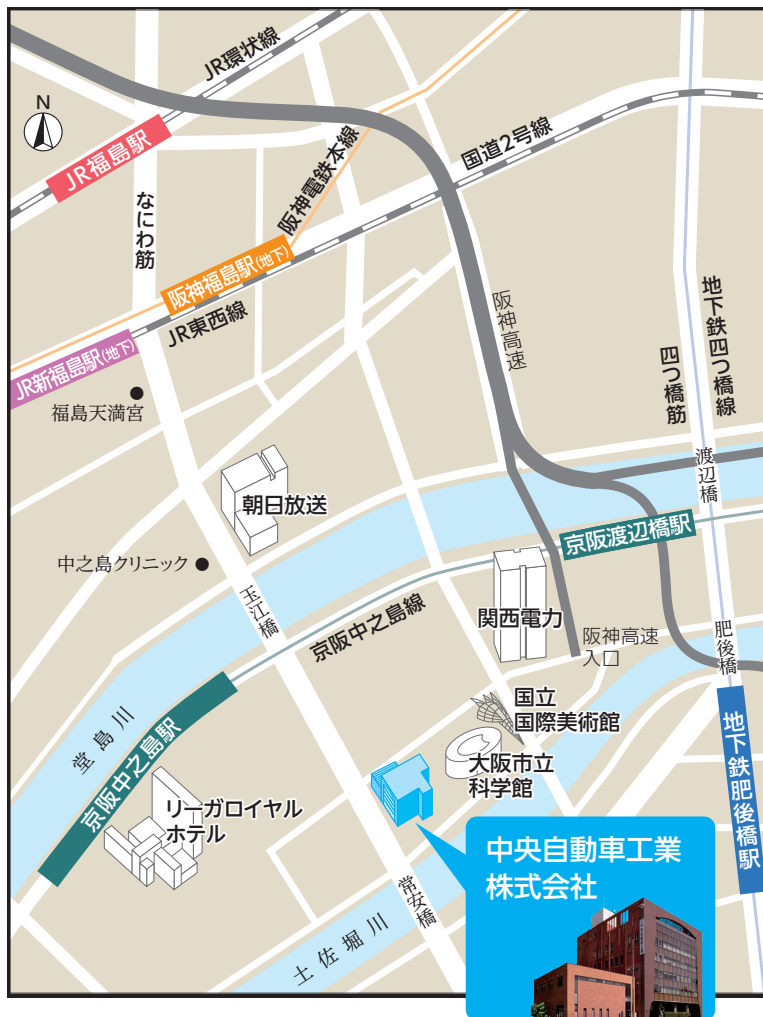 JR環状線
N
JR福島駅
国道2号線
阪神電鉄本線
なにわ筋
阪神福島駅(地下)
JR東西線
JR新福島駅(地下)
福島天満宮
阪神高速
地下鉄四つ橋線
四つ橋筋
渡辺橋
朝日放送
京阪渡辺橋駅
中之島クリニック
玉江橋
京阪中之島線
関西電力
阪神高速
入口
肥後橋
国立
国際美術館
堂島川
京阪中之島駅
大阪市立
科学館
地下鉄肥後橋駅
リーガロイヤル
ホテル
中央自動車工業
株式会社
常安橋
土佐堀川